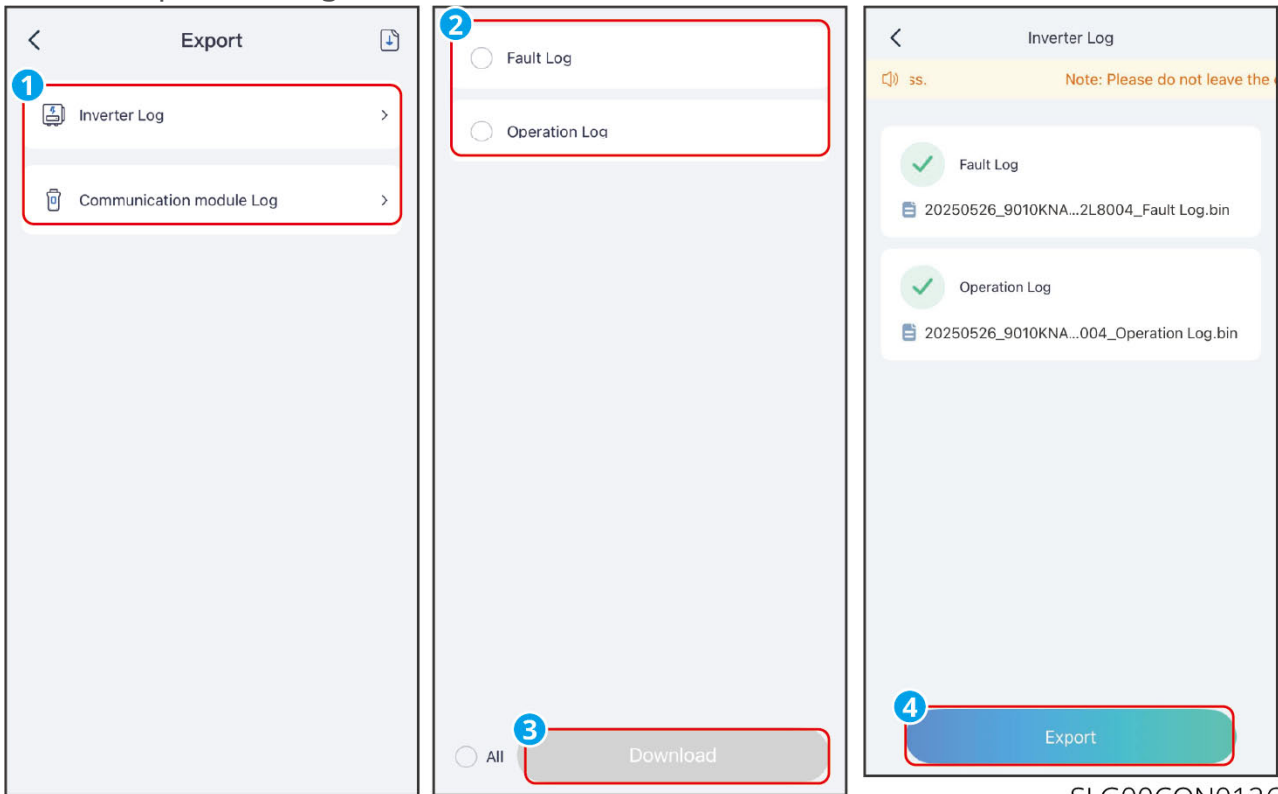 Export
1
Inverter Log
Communication module Log
2
Fault Log
Operation Log
3
All
Download
Inverter Log
ss. Note: Please do not leave the
Fault Log
20250526_9010KNA...2L8004_Fault Log.bin
Operation Log
20250526_9010KNA...004_Operation Log.bin
4
Export